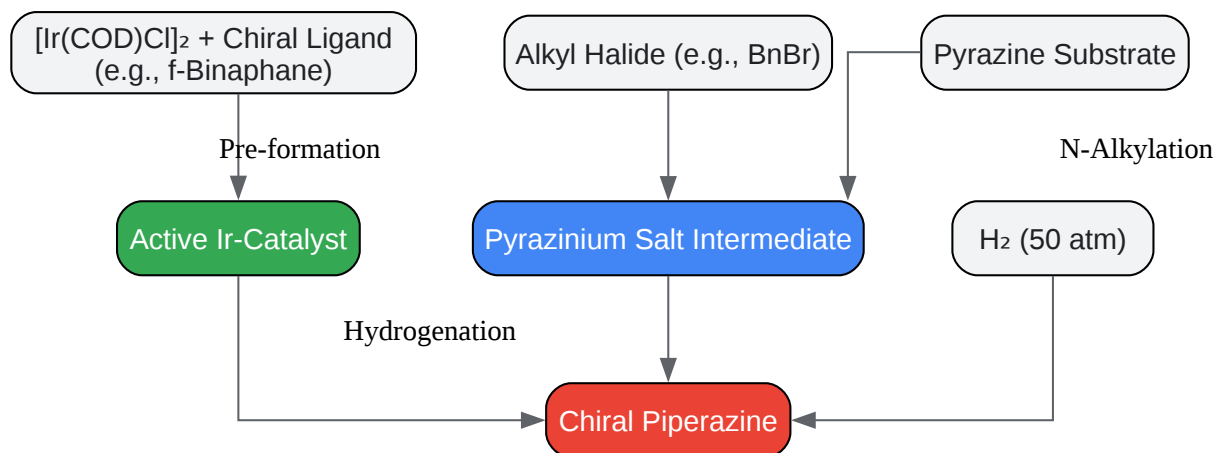 [Ir(COD)Cl]₂ + Chiral Ligand
(e.g., f-Binaphane)
Alkyl Halide (e.g., BnBr)
Pyrazine Substrate
Pre-formation
N-Alkylation
Active Ir-Catalyst
Pyrazinium Salt Intermediate
H₂ (50 atm)
Hydrogenation
Chiral Piperazine